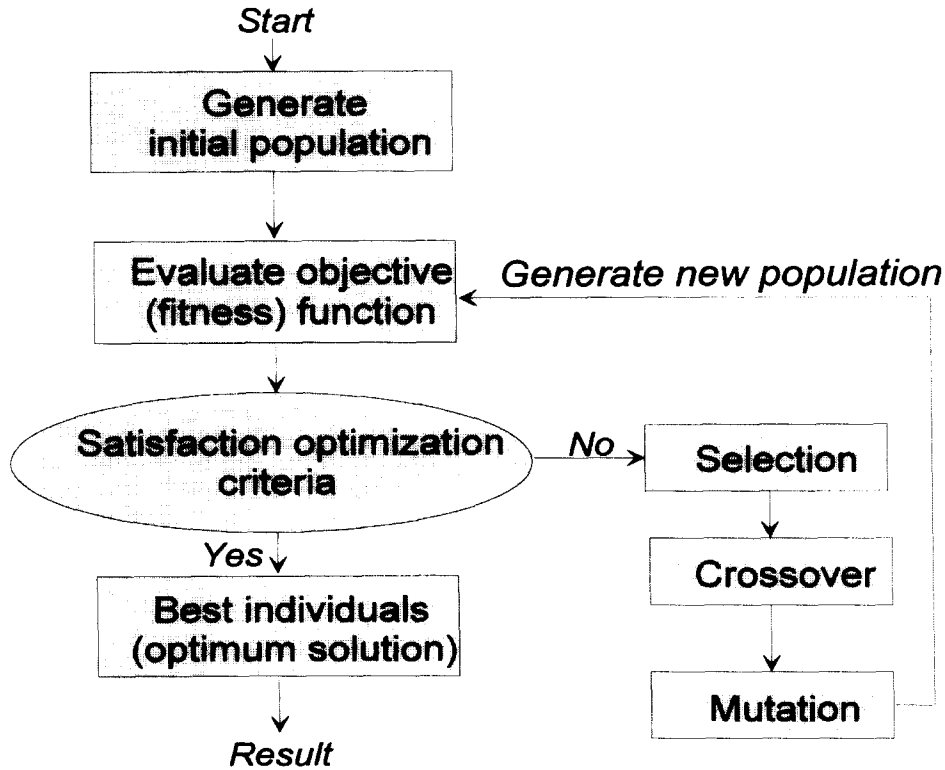 Start
Generate
initial population
Evaluate objective
(fitness) function
Generate new population
Satisfaction optimization
criteria
No
Selection
Yes
Crossover
Best individuals
(optimum solution)
Mutation
Result